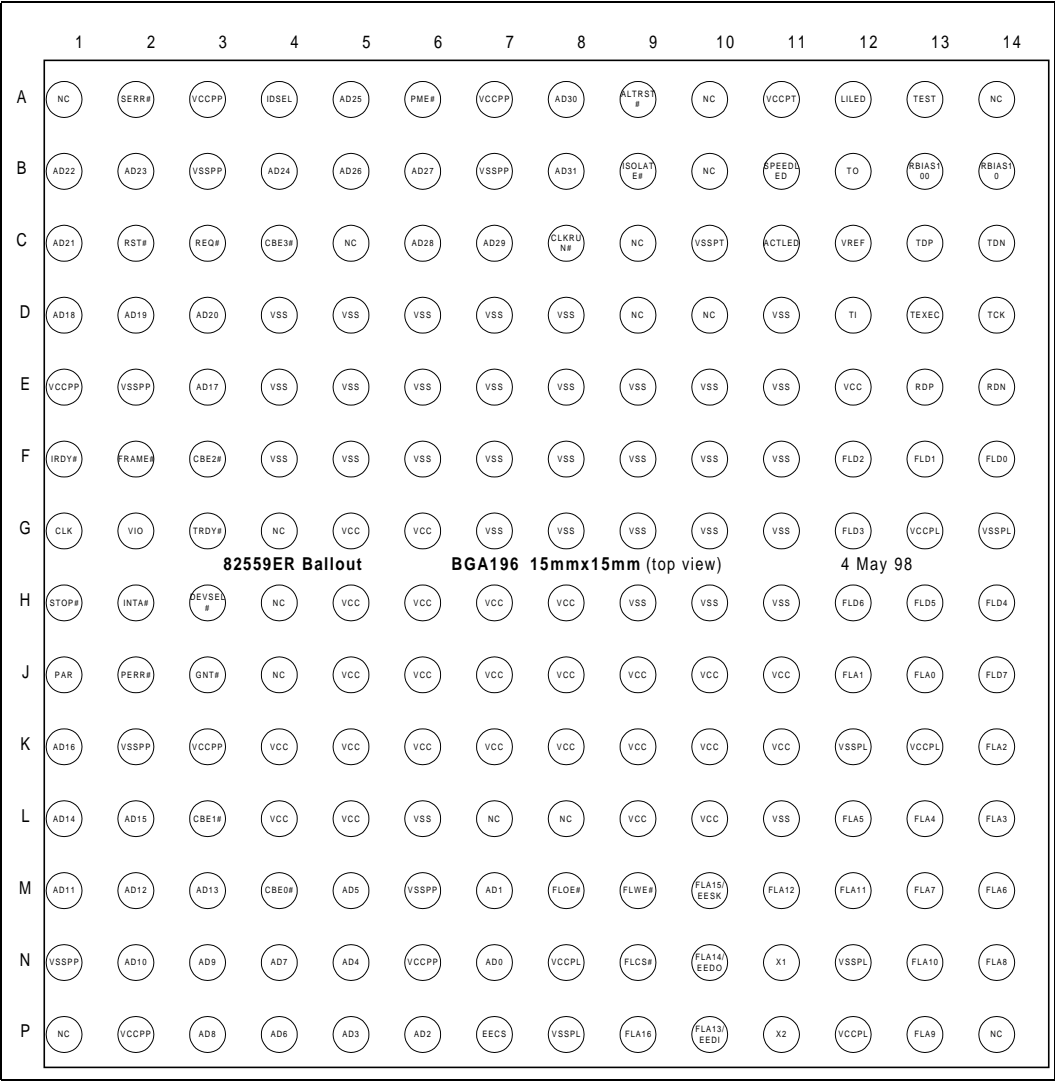 1 2 3 4 5 6 7 8 9 10 11 12 13 14
A NC SERR# VCCPP IDSEL AD25 PME# VCCPP AD30 ALTRST# NC VCCPT LILED TEST NC
B AD22 AD23 VSSPP AD24 AD26 AD27 VSSPP AD31 ISOLATE# NC SPEEDLED TO RBIAS100 RBIAS10
C AD21 RST# REQ# CBE3# NC AD28 AD29 CLKRUN# NC VSSPT ACTLED VREF TDP TDN
D AD18 AD19 AD20 VSS VSS VSS VSS VSS NC NC VSS TI TEXEC TCK
E VCCPP VSSPP AD17 VSS VSS VSS VSS VSS VSS VSS VSS VCC RDP RDN
F IRDY# FRAME# CBE2# VSS VSS VSS VSS VSS VSS VSS VSS FLD2 FLD1 FLD0
G CLK VIO TRDY# NC VCC VCC VSS VSS VSS VSS VSS FLD3 VCCPL VSSPL
82559ER Ballout BGA196 15mmx15mm (top view) 4 May 98
H STOP# INTA# DEVSEL# NC VCC VCC VCC VCC VSS VSS VSS FLD6 FLD5 FLD4
J PAR PERR# GNT# NC VCC VCC VCC VCC VCC VCC VCC FLA1 FLA0 FLD7
K AD16 VSSPP VCCPP VCC VCC VCC VCC VCC VCC VCC VCC VSSPL VCCPL FLA2
L AD14 AD15 CBE1# VCC VCC VSS NC NC VCC VCC VSS FLA5 FLA4 FLA3
M AD11 AD12 AD13 CBE0# AD5 VSSPP AD1 FLOE# FLWE# FLA15/EESK FLA12 FLA11 FLA7 FLA6
N VSSPP AD10 AD9 AD7 AD4 VCCPP AD0 VCCPL FLCS# FLA14/EEDO X1 VSSPL FLA10 FLA8
P NC VCCPP AD8 AD6 AD3 AD2 EECS VSSPL FLA16 FLA13/EEDI X2 VCCPL FLA9 NC